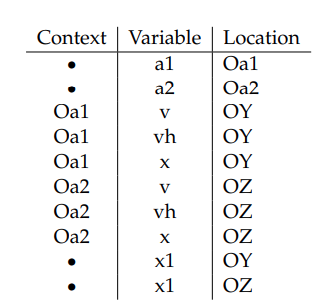 Context Variable Location
• a1 Oa1
• a2 Oa2
Oa1 v OY
Oa1 vh OY
Oa1 x OY
Oa2 v OZ
Oa2 vh OZ
Oa2 x OZ
• x1 OY
• x1 OZ